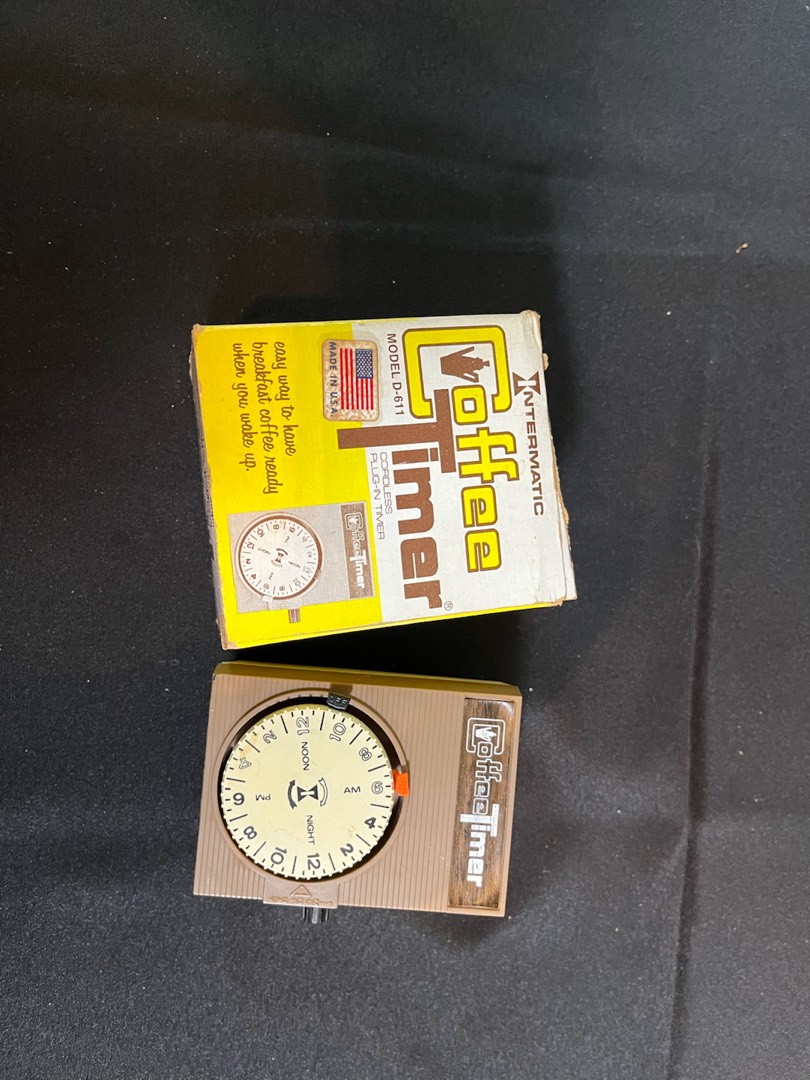 INTERMATIC
Coffee
Timer®
CORDLESS
PLUG-IN TIMER
MODEL D-611
MADE IN U.S.A.
easy way to have
breakfast coffee ready
when you wake up.
Coffee Timer
NOON
NIGHT
Coffee Timer
12
NOON
2
4
6
PM
8
10
12
NIGHT
2
4
6
AM
8
10